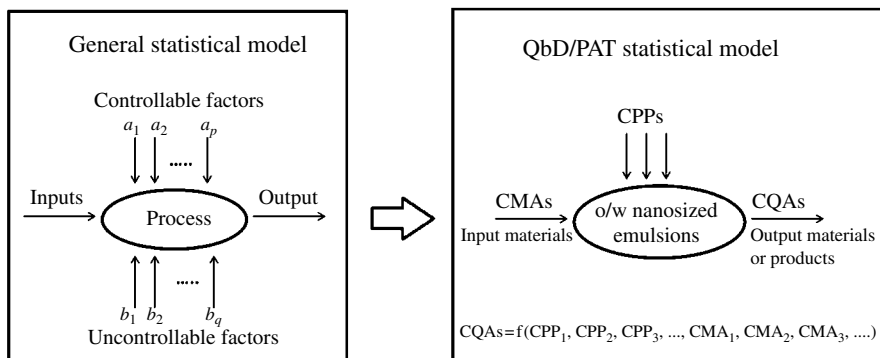 General statistical model
Controllable factors
a1 a2 ..... ap
Inputs
Process
Output
.....
b1 b2 bq
Uncontrollable factors
QbD/PAT statistical model
CPPs
CMAs
Input materials
o/w nanosized
emulsions
CQAs
Output materials
or products
CQAs=f(CPP1, CPP2, CPP3, ..., CMA1, CMA2, CMA3, ....)